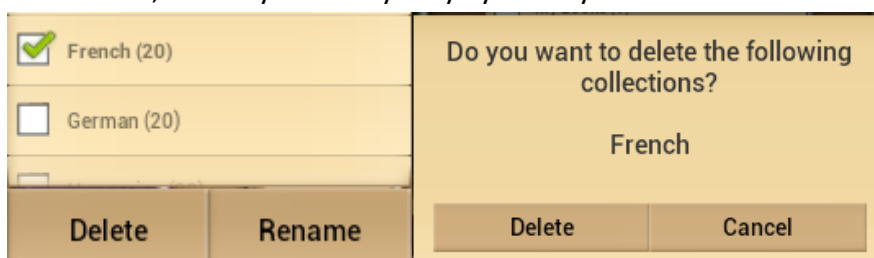 French (20)
German (20)
Delete
Rename
Do you want to delete the following
collections?
French
Delete
Cancel